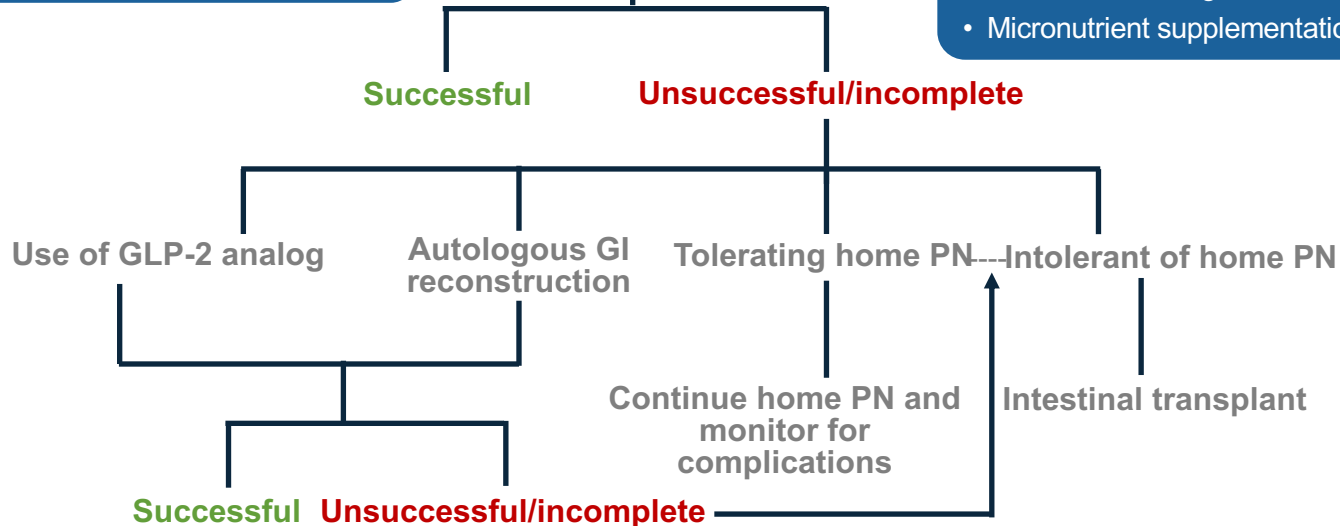 • Micronutrient supplementatio
Successful
Unsuccessful/incomplete
Use of GLP-2 analog
Autologous GI
reconstruction
Tolerating home PN----Intolerant of home PN
Continue home PN and
monitor for
complications
Intestinal transplant
Successful
Unsuccessful/incomplete